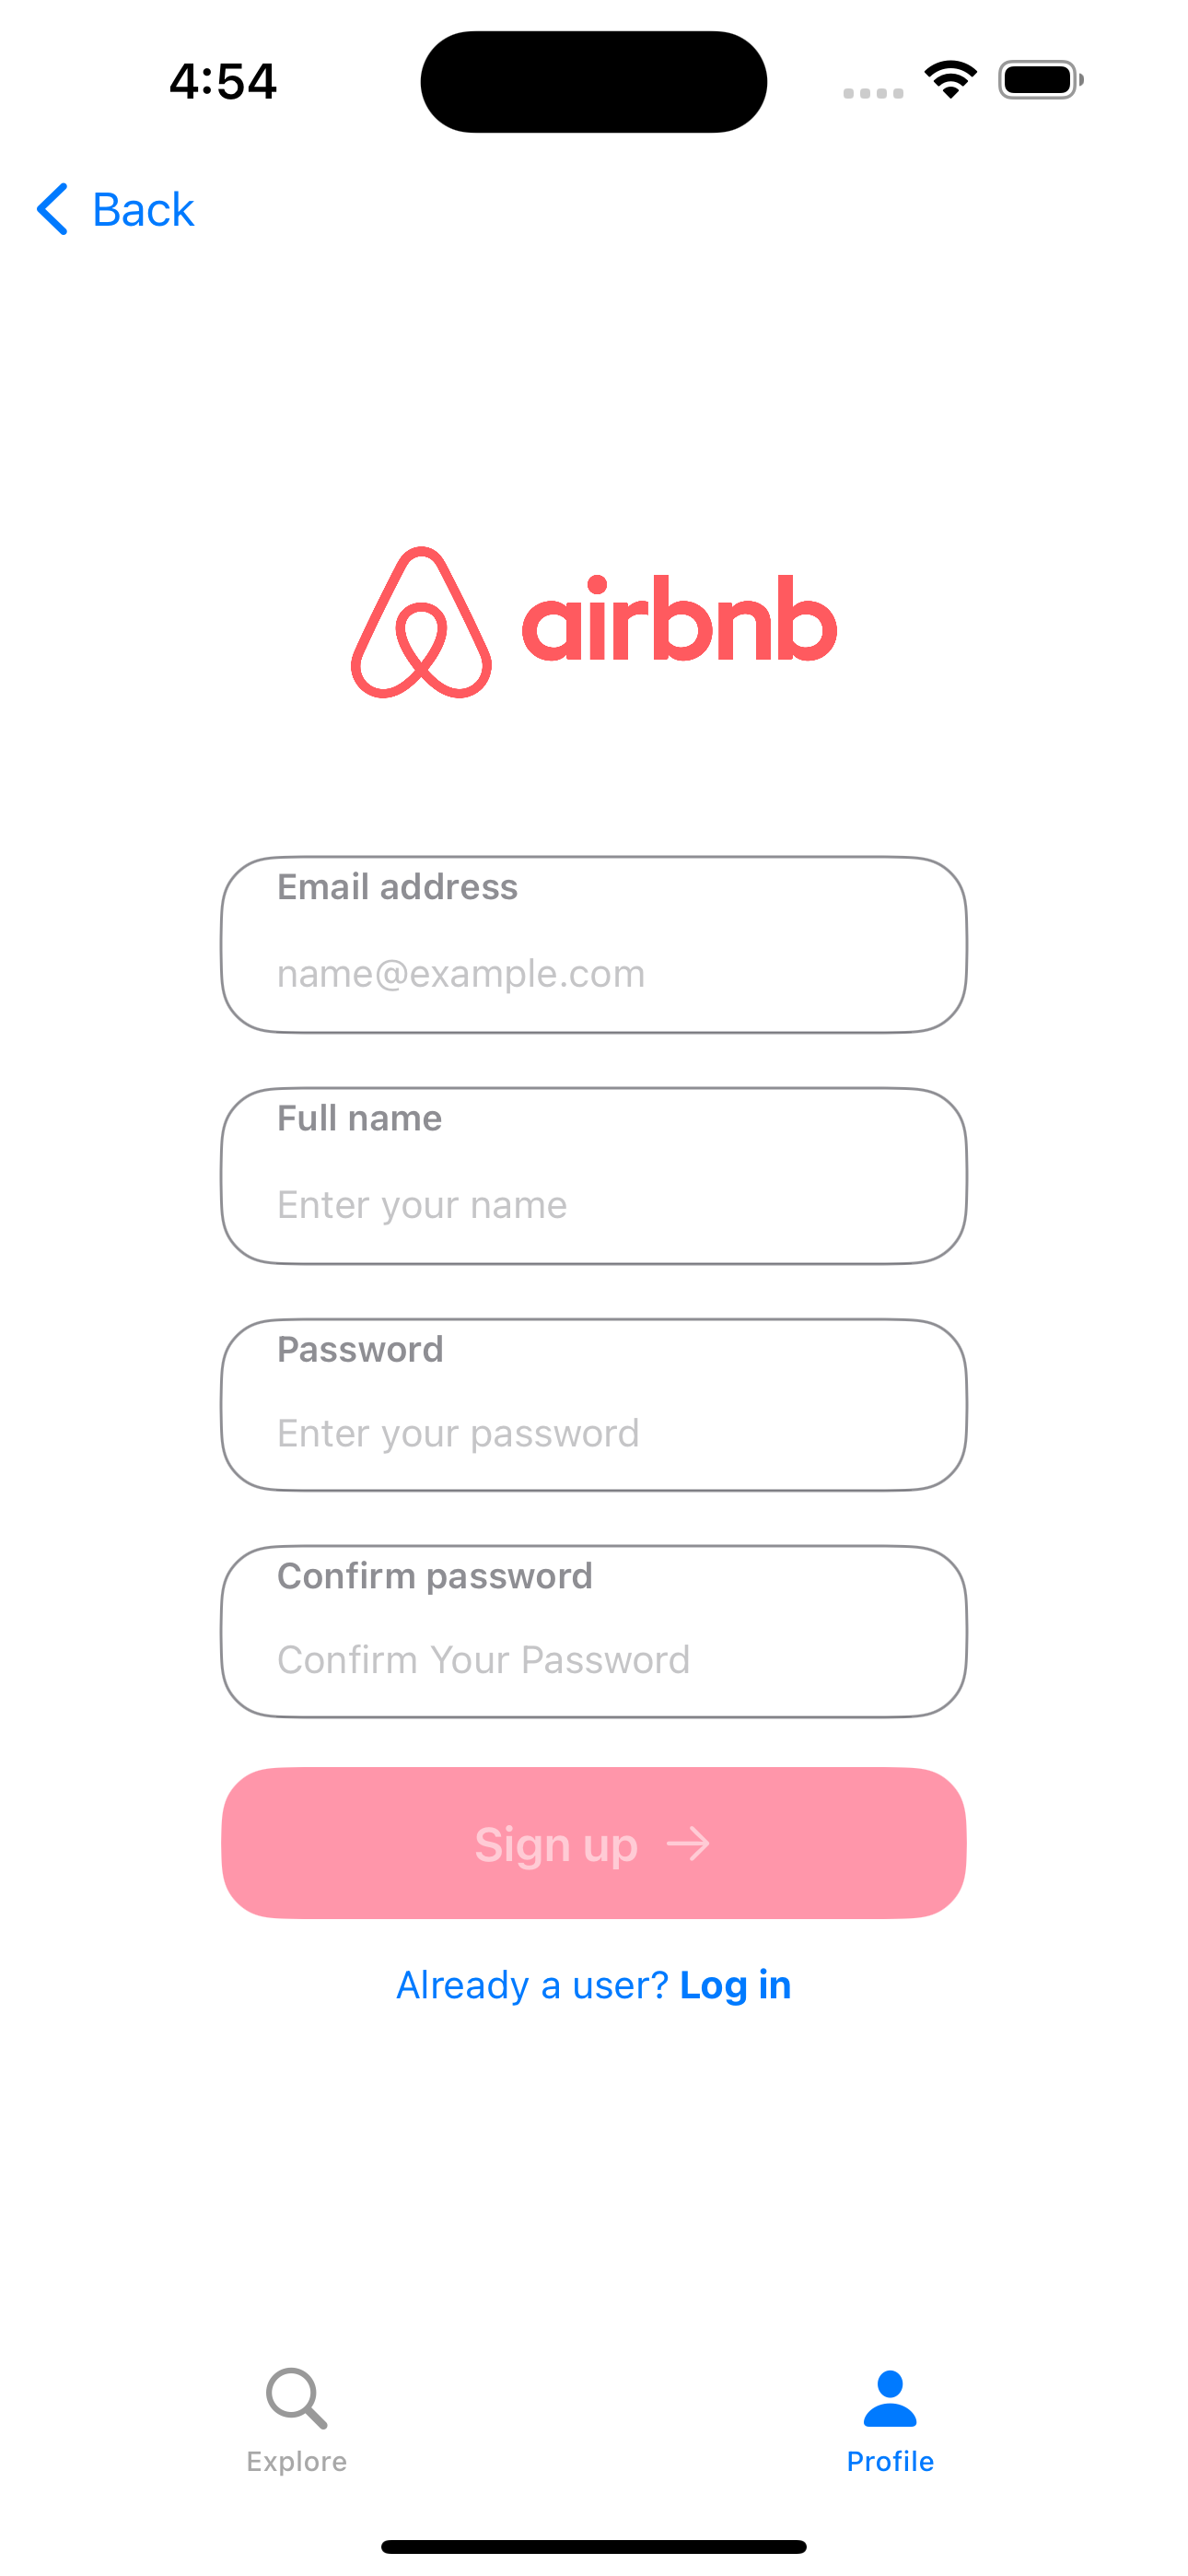 4:54
Back
airbnb
Email address
name@example.com
Full name
Enter your name
Password
Enter your password
Confirm password
Confirm Your Password
Sign up →
Already a user? Log in
Explore
Profile